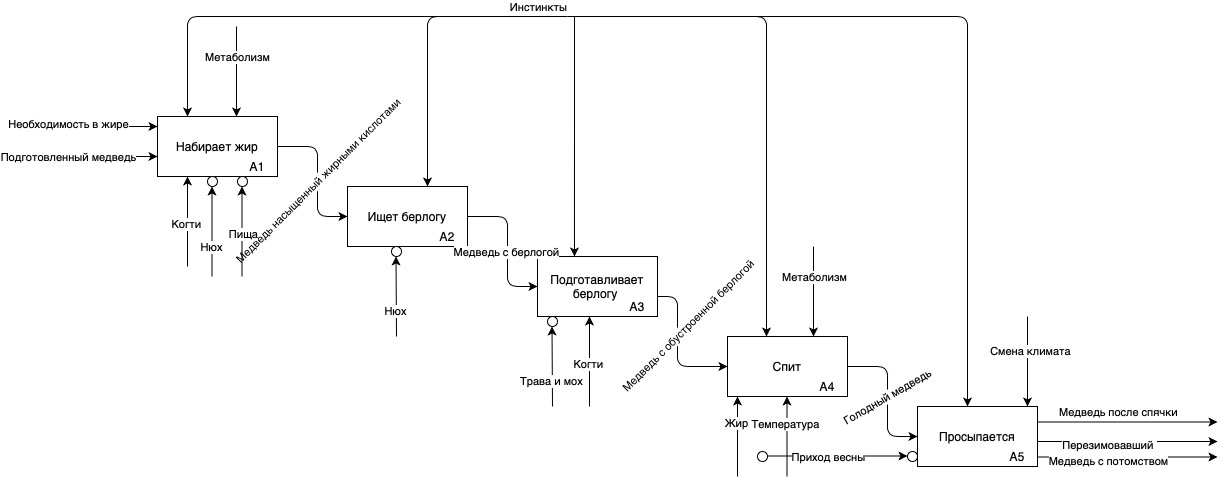 Инстинкты
Метаболизм
Необходимость в жире
Подготовленный медведь
Набирает жир
A1
Когти
Нюх
Пища
Медведь насыщенный жирными кислотами
Ищет берлогу
A2
Нюх
Медведь с берлогой
Подготавливает
берлогу
A3
Трава и мох
Когти
Медведь с обустроенной берлогой
Метаболизм
Спит
A4
Жир
Температура
Приход весны
Голодный медведь
Смена климата
Просыпается
A5
Медведь после спячки
Перезимовавший
Медведь с потомством